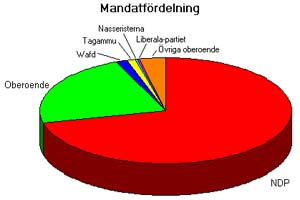 Mandatfördelning
Nasseristerna
Tagammu
Liberala-partiet
Wafd
Övriga oberoende
Oberoende
NDP